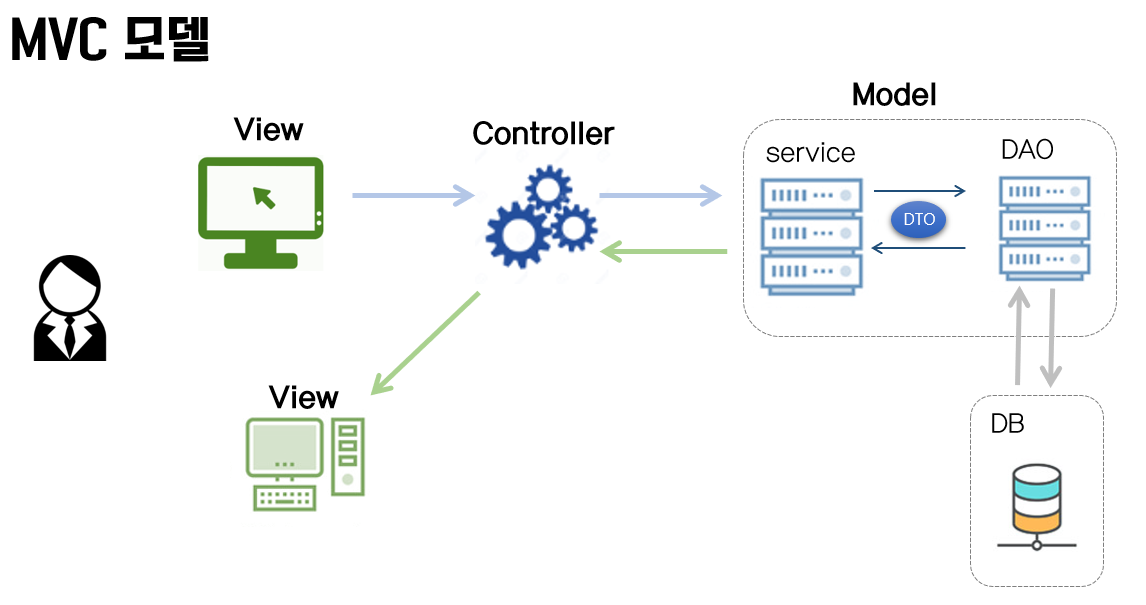 MVC 모델
View
Controller
Model
service
DAO
DTO
View
DB